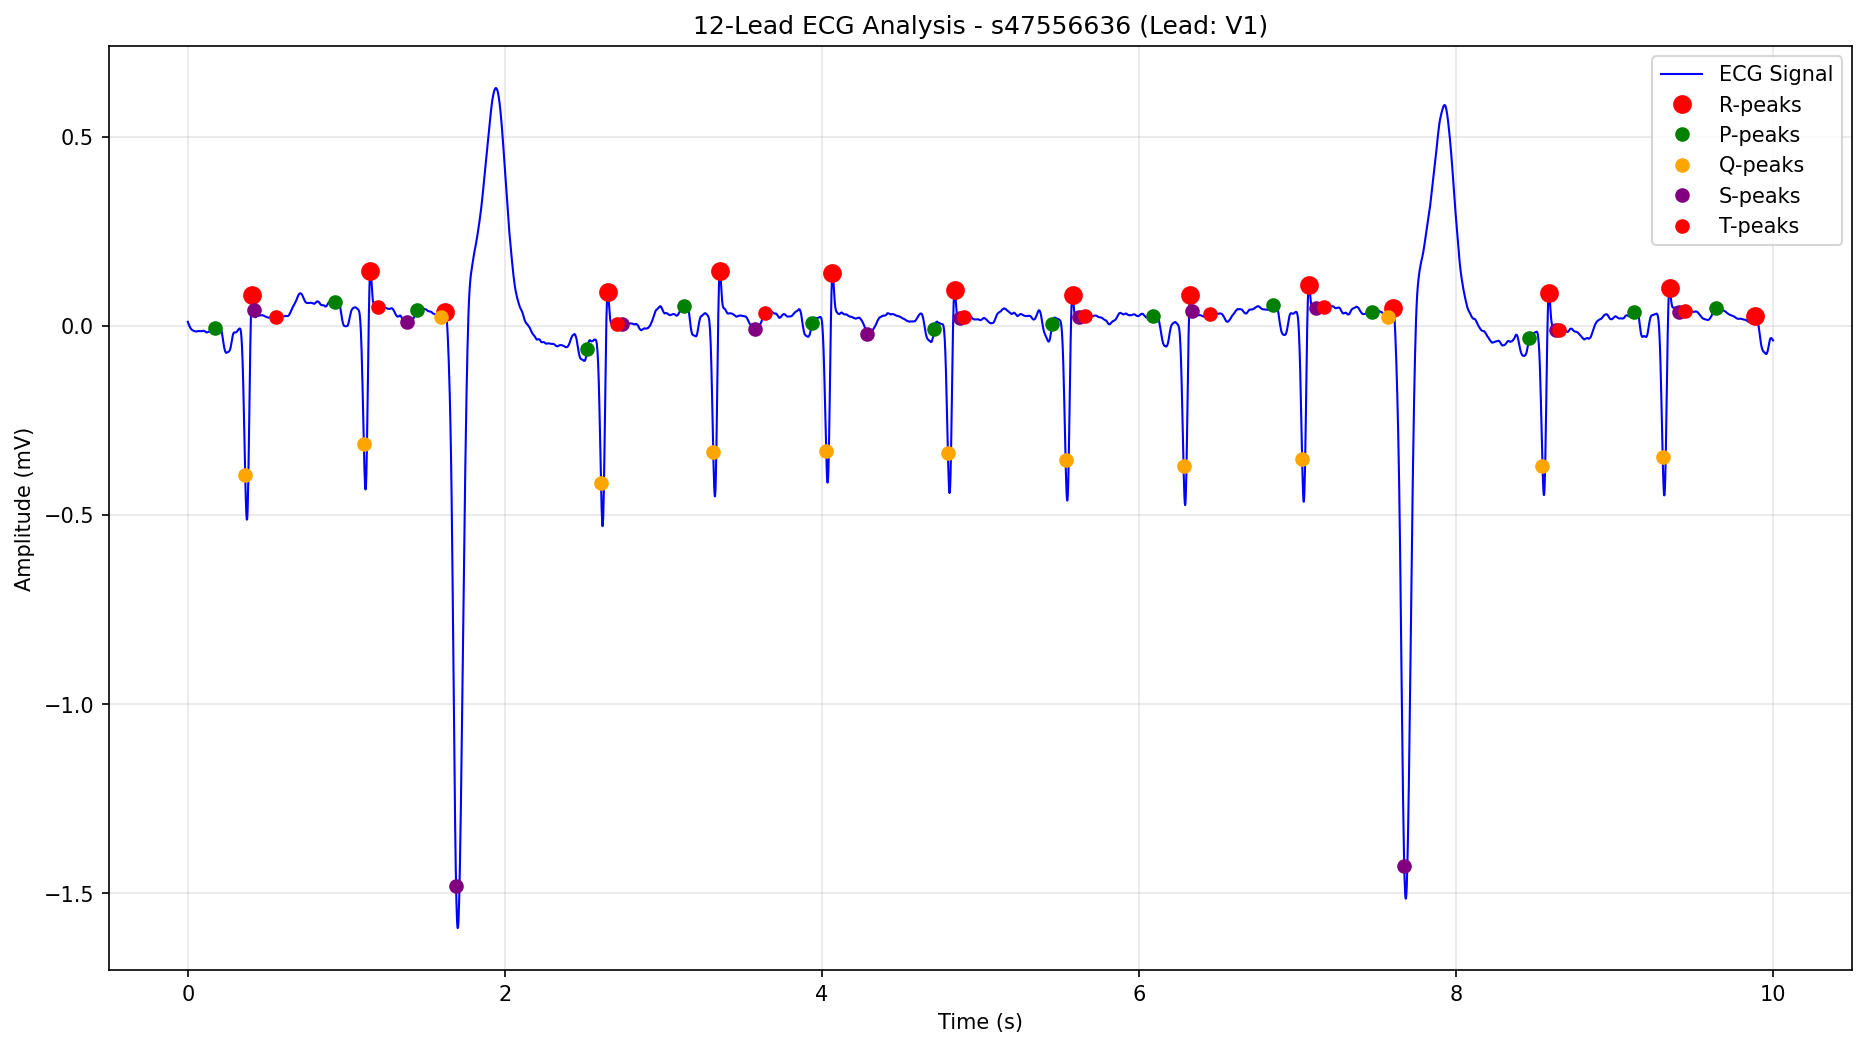 12-Lead ECG Analysis - s47556636 (Lead: V1)
ECG Signal
R-peaks
P-peaks
Q-peaks
S-peaks
T-peaks
Amplitude (mV)
0.5
0.0
−0.5
−1.0
−1.5
0 2 4 6 8 10
Time (s)